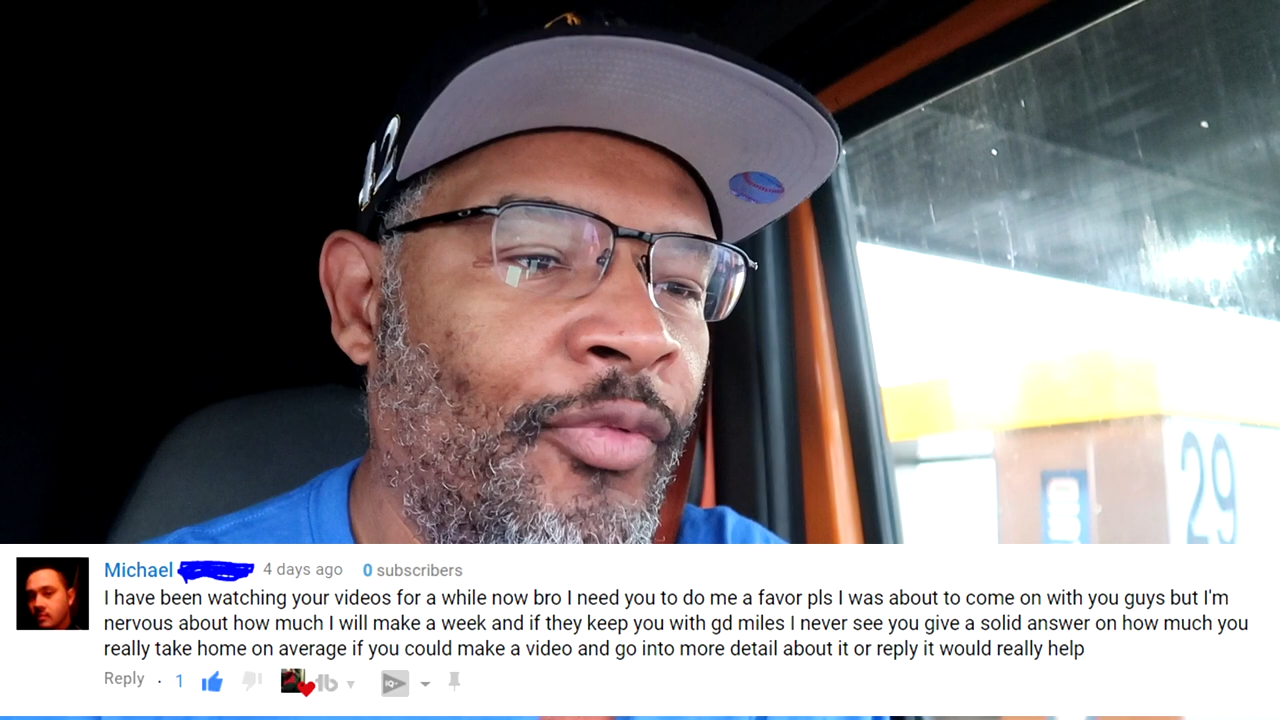 12
29
Michael 4 days ago 0 subscribers
I have been watching your videos for a while now bro I need you to do me a favor pls I was about to come on with you guys but I'm
nervous about how much I will make a week and if they keep you with gd miles I never see you give a solid answer on how much you
really take home on average if you could make a video and go into more detail about it or reply it would really help
Reply · 1